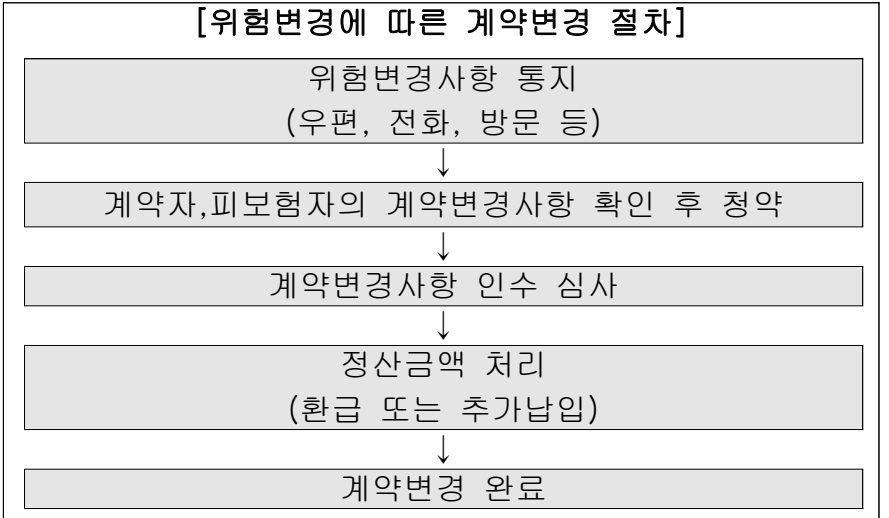 [위험변경에 따른 계약변경 절차]
위험변경사항 통지
(우편, 전화, 방문 등)
↓
계약자,피보험자의 계약변경사항 확인 후 청약
↓
계약변경사항 인수 심사
↓
정산금액 처리
(환급 또는 추가납입)
↓
계약변경 완료